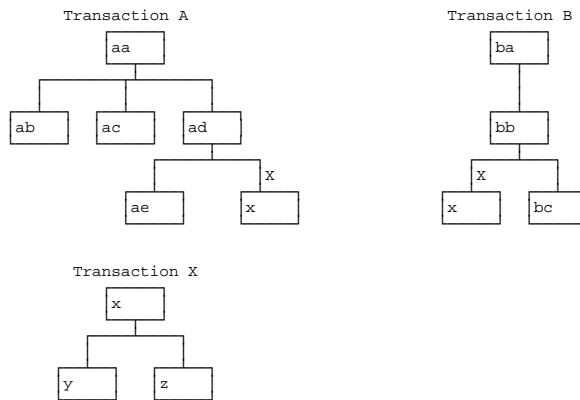 Transaction A Transaction B
aa ba
ab ac ad bb
X X
ae x x bc
Transaction X
x
y z